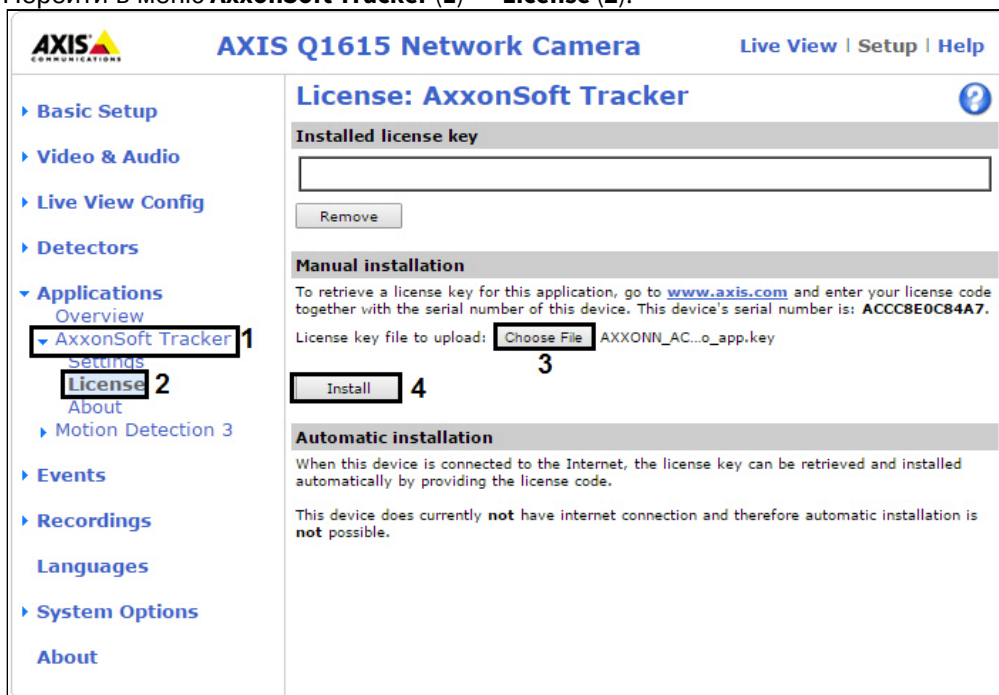 Перейти в меню AxxonSoft Tracker (1) — License (2).
AXIS
COMMUNICATIONS
AXIS Q1615 Network Camera
Live View | Setup | Help
Basic Setup
Video & Audio
Live View Config
Detectors
Applications
Overview
AxxonSoft Tracker 1
Settings
License 2
About
Motion Detection 3
Events
Recordings
Languages
System Options
About
License: AxxonSoft Tracker
?
Installed license key
Remove
Manual installation
To retrieve a license key for this application, go to www.axis.com and enter your license code
together with the serial number of this device. This device's serial number is: ACCC8E0C84A7.
License key file to upload: Choose File AXXONN_AC...o_app.key
3
Install 4
Automatic installation
When this device is connected to the Internet, the license key can be retrieved and installed
automatically by providing the license code.
This device does currently not have internet connection and therefore automatic installation is
not possible.